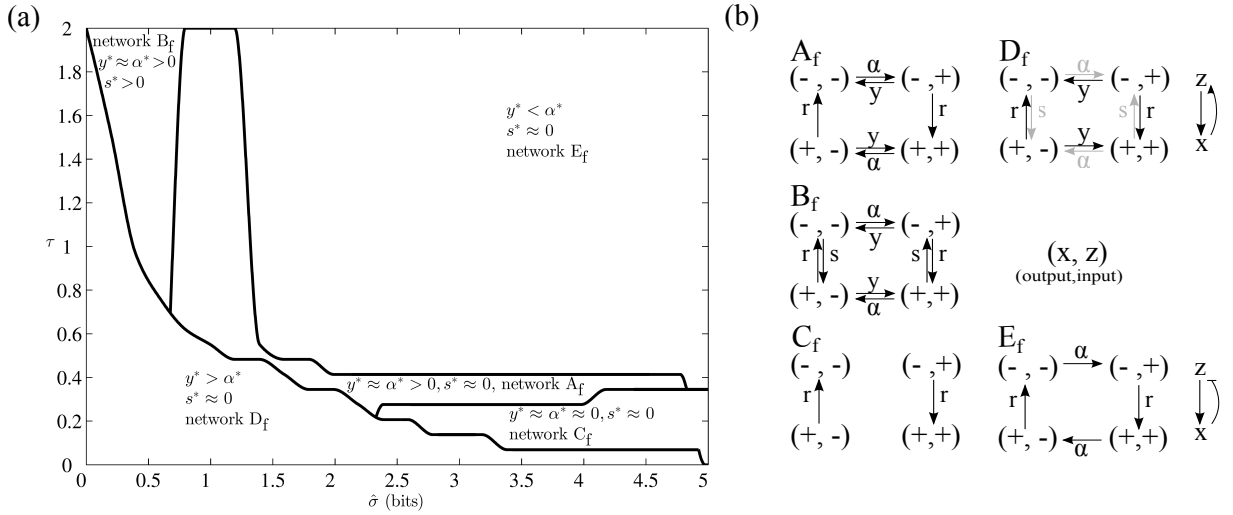 (a)
2
1.8
1.6
1.4
1.2
1
0.8
0.6
0.4
0.2
0
τ
0
0.5
1
1.5
2
2.5
3
3.5
4
4.5
5
σ̂ (bits)
network B_f
y* ≈ α* > 0
s* > 0
y* < α*
s* ≈ 0
network E_f
y* > α*
s* ≈ 0
network D_f
y* ≈ α* > 0, s* ≈ 0, network A_f
y* ≈ α* ≈ 0, s* ≈ 0
network C_f
(b)
A_f
(- , -) α y (- ,+)
r r
(+, -) y α (+,+)
D_f
(- , -) α y (- ,+) z
r s s r
(+, -) y α (+,+) x
B_f
(- , -) α y (- ,+)
r s s r
(+, -) y α (+,+)
(x, z)
(output,input)
C_f
(- , -) (- ,+)
r r
(+, -) (+,+)
E_f
(- , -) α (- ,+) z
r r
(+, -) α (+,+) x